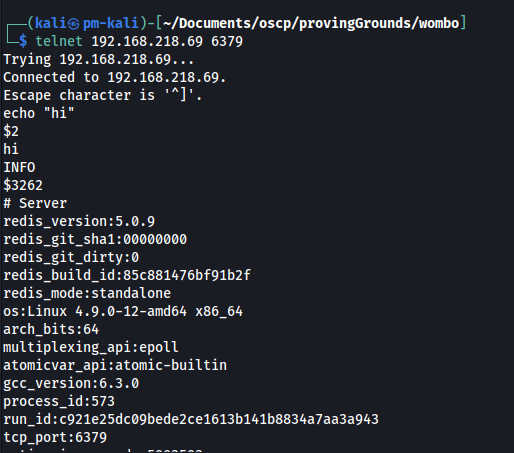 ┌──(kali㉿pm-kali)-[~/Documents/oscp/provingGrounds/wombo]
└─$ telnet 192.168.218.69 6379
Trying 192.168.218.69...
Connected to 192.168.218.69.
Escape character is '^]'.
echo "hi"
$2
hi
INFO
$3262
# Server
redis_version:5.0.9
redis_git_sha1:00000000
redis_git_dirty:0
redis_build_id:85c881476bf91b2f
redis_mode:standalone
os:Linux 4.9.0-12-amd64 x86_64
arch_bits:64
multiplexing_api:epoll
atomicvar_api:atomic-builtin
gcc_version:6.3.0
process_id:573
run_id:c921e25dc09bede2ce1613b141b8834a7aa3a943
tcp_port:6379